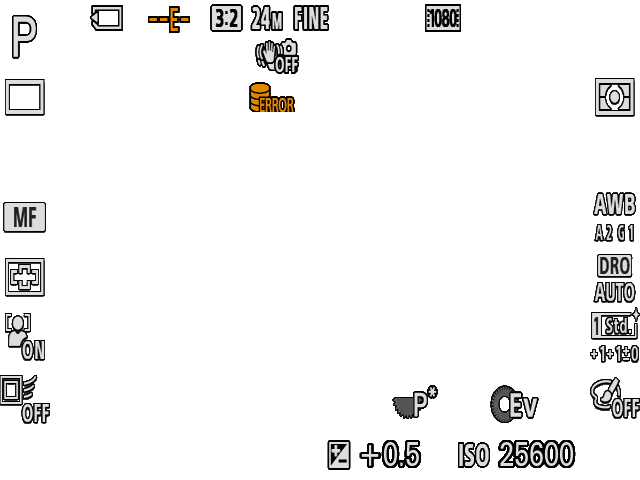 P --E-- 3:2 24M FINE 1080
OFF
ERROR
MF
AWB
A2 G1
DRO
AUTO
1 Std.
ON
+1+1±0
OFF
P* EV
OFF
+0.5 ISO 25600